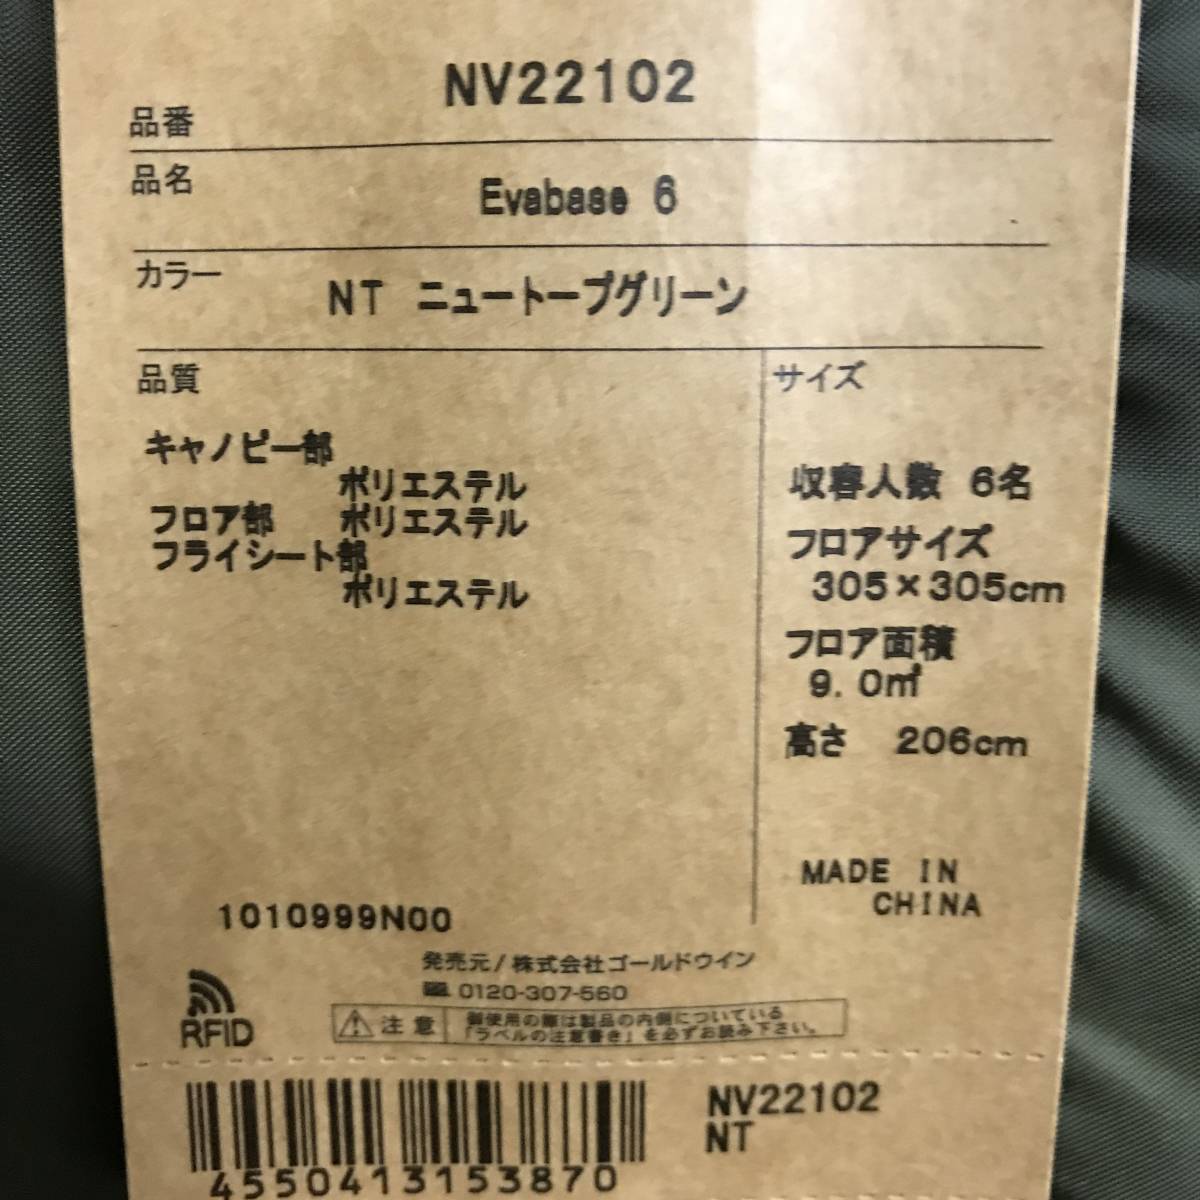 品番 NV22102
品名 Evabase 6
カラー NT ニュートープグリーン
品質
キャノピー部
ポリエステル
フロア部 ポリエステル
フライシート部
ポリエステル
サイズ
収容人数 6名
フロアサイズ
305×305cm
フロア面積
9.0㎡
高さ 206cm
MADE IN
CHINA
1010999N00
発売元/株式会社ゴールドウイン
0120-307-560
RFID
注意 御使用の際は製品の内側についている
「ラベルの注意書き」を必ずお読み下さい。
4550413153870
NV22102
NT